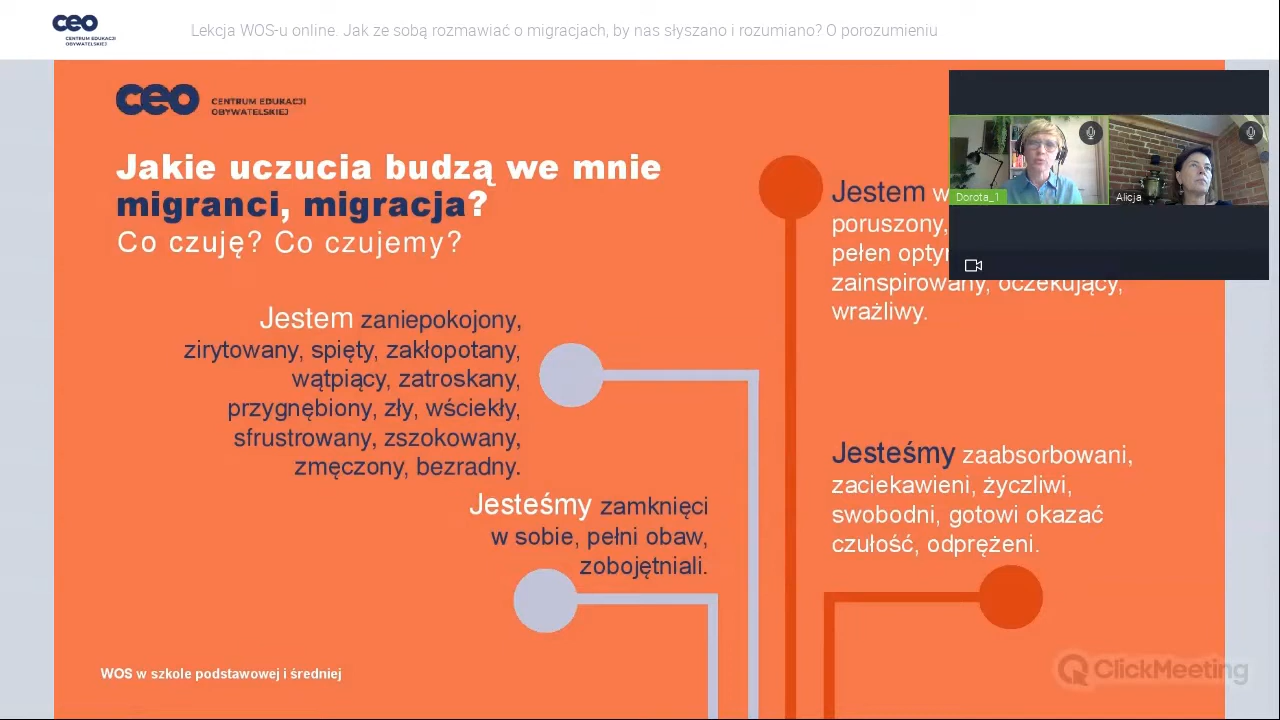 ceo
CENTRUM EDUKACJI
OBYWATELSKIEJ
Lekcja WOS-u online. Jak ze sobą rozmawiać o migracjach, by nas słyszano i rozumiano? O porozumieniu
ceo
CENTRUM EDUKACJI
OBYWATELSKIEJ
Jakie uczucia budzą we mnie
migranci, migracja?
Co czuję? Co czujemy?
Jestem zaniepokojony,
zirytowany, spięty, zakłopotany,
wątpiący, zatroskany,
przygnębiony, zły, wściekły,
sfrustrowany, zszokowany,
zmęczony, bezradny.
Jesteśmy zamknięci
w sobie, pełni obaw,
zobojętniali.
Jestem
poruszony,
pełen
zainspirowany, oczekujący,
wrażliwy.
Jesteśmy zaabsorbowani,
zaciekawieni, życzliwi,
swobodni, gotowi okazać
czułość, odprężeni.
Dorota_1
Alicja
WOS w szkole podstawowej i średniej
ClickMeeting